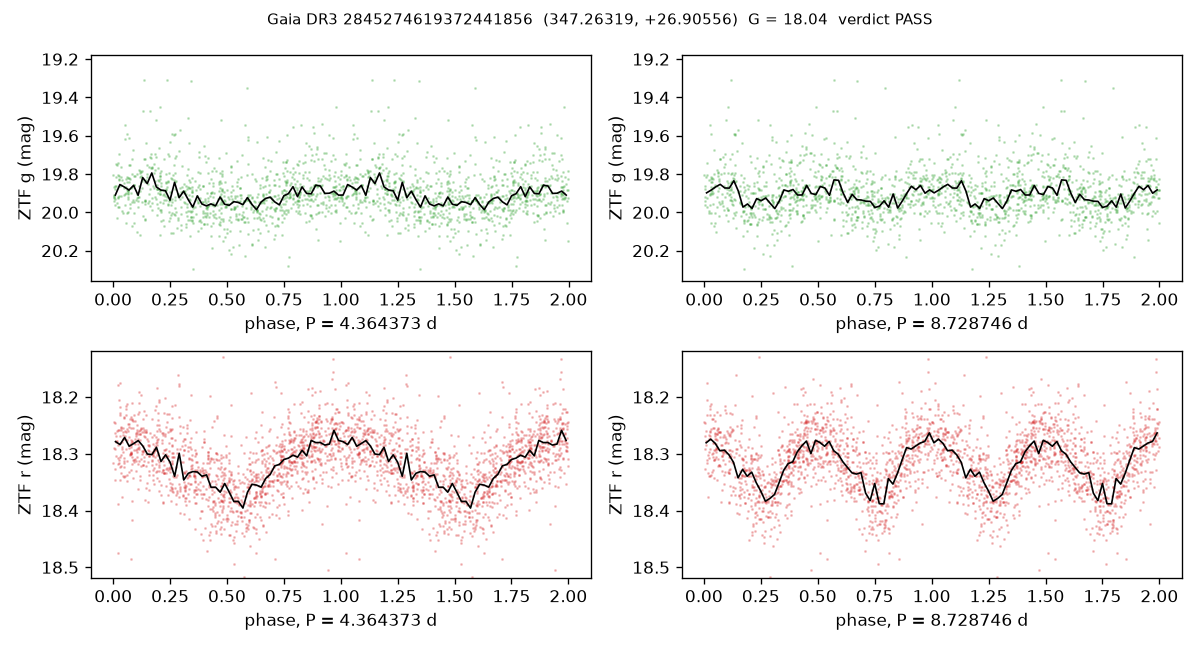 Gaia DR3 2845274619372441856 (347.26319, +26.90556) G = 18.04 verdict PASS
19.2
19.4
19.6
19.8
20.0
20.2
ZTF g (mag)
0.00 0.25 0.50 0.75 1.00 1.25 1.50 1.75 2.00
phase, P = 4.364373 d
19.2
19.4
19.6
19.8
20.0
20.2
ZTF g (mag)
0.00 0.25 0.50 0.75 1.00 1.25 1.50 1.75 2.00
phase, P = 8.728746 d
18.2
18.3
18.4
18.5
ZTF r (mag)
0.00 0.25 0.50 0.75 1.00 1.25 1.50 1.75 2.00
phase, P = 4.364373 d
18.2
18.3
18.4
18.5
ZTF r (mag)
0.00 0.25 0.50 0.75 1.00 1.25 1.50 1.75 2.00
phase, P = 8.728746 d